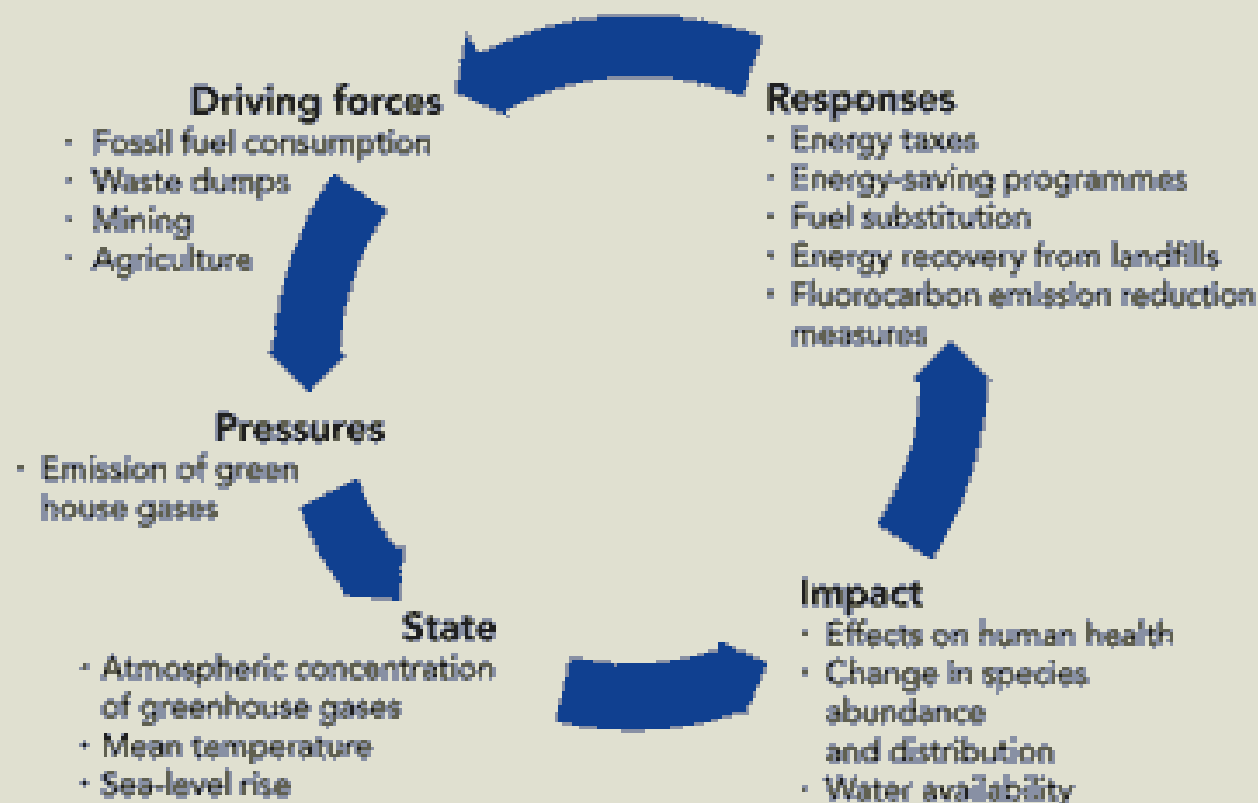 Driving forces
· Fossil fuel consumption
· Waste dumps
· Mining
· Agriculture
Responses
· Energy taxes
· Energy-saving programmes
· Fuel substitution
· Energy recovery from landfills
· Fluorocarbon emission reduction
measures
Pressures
· Emission of green
house gases
State
· Atmospheric concentration
of greenhouse gases
· Mean temperature
· Sea-level rise
Impact
· Effects on human health
· Change in species
abundance
and distribution
· Water availability